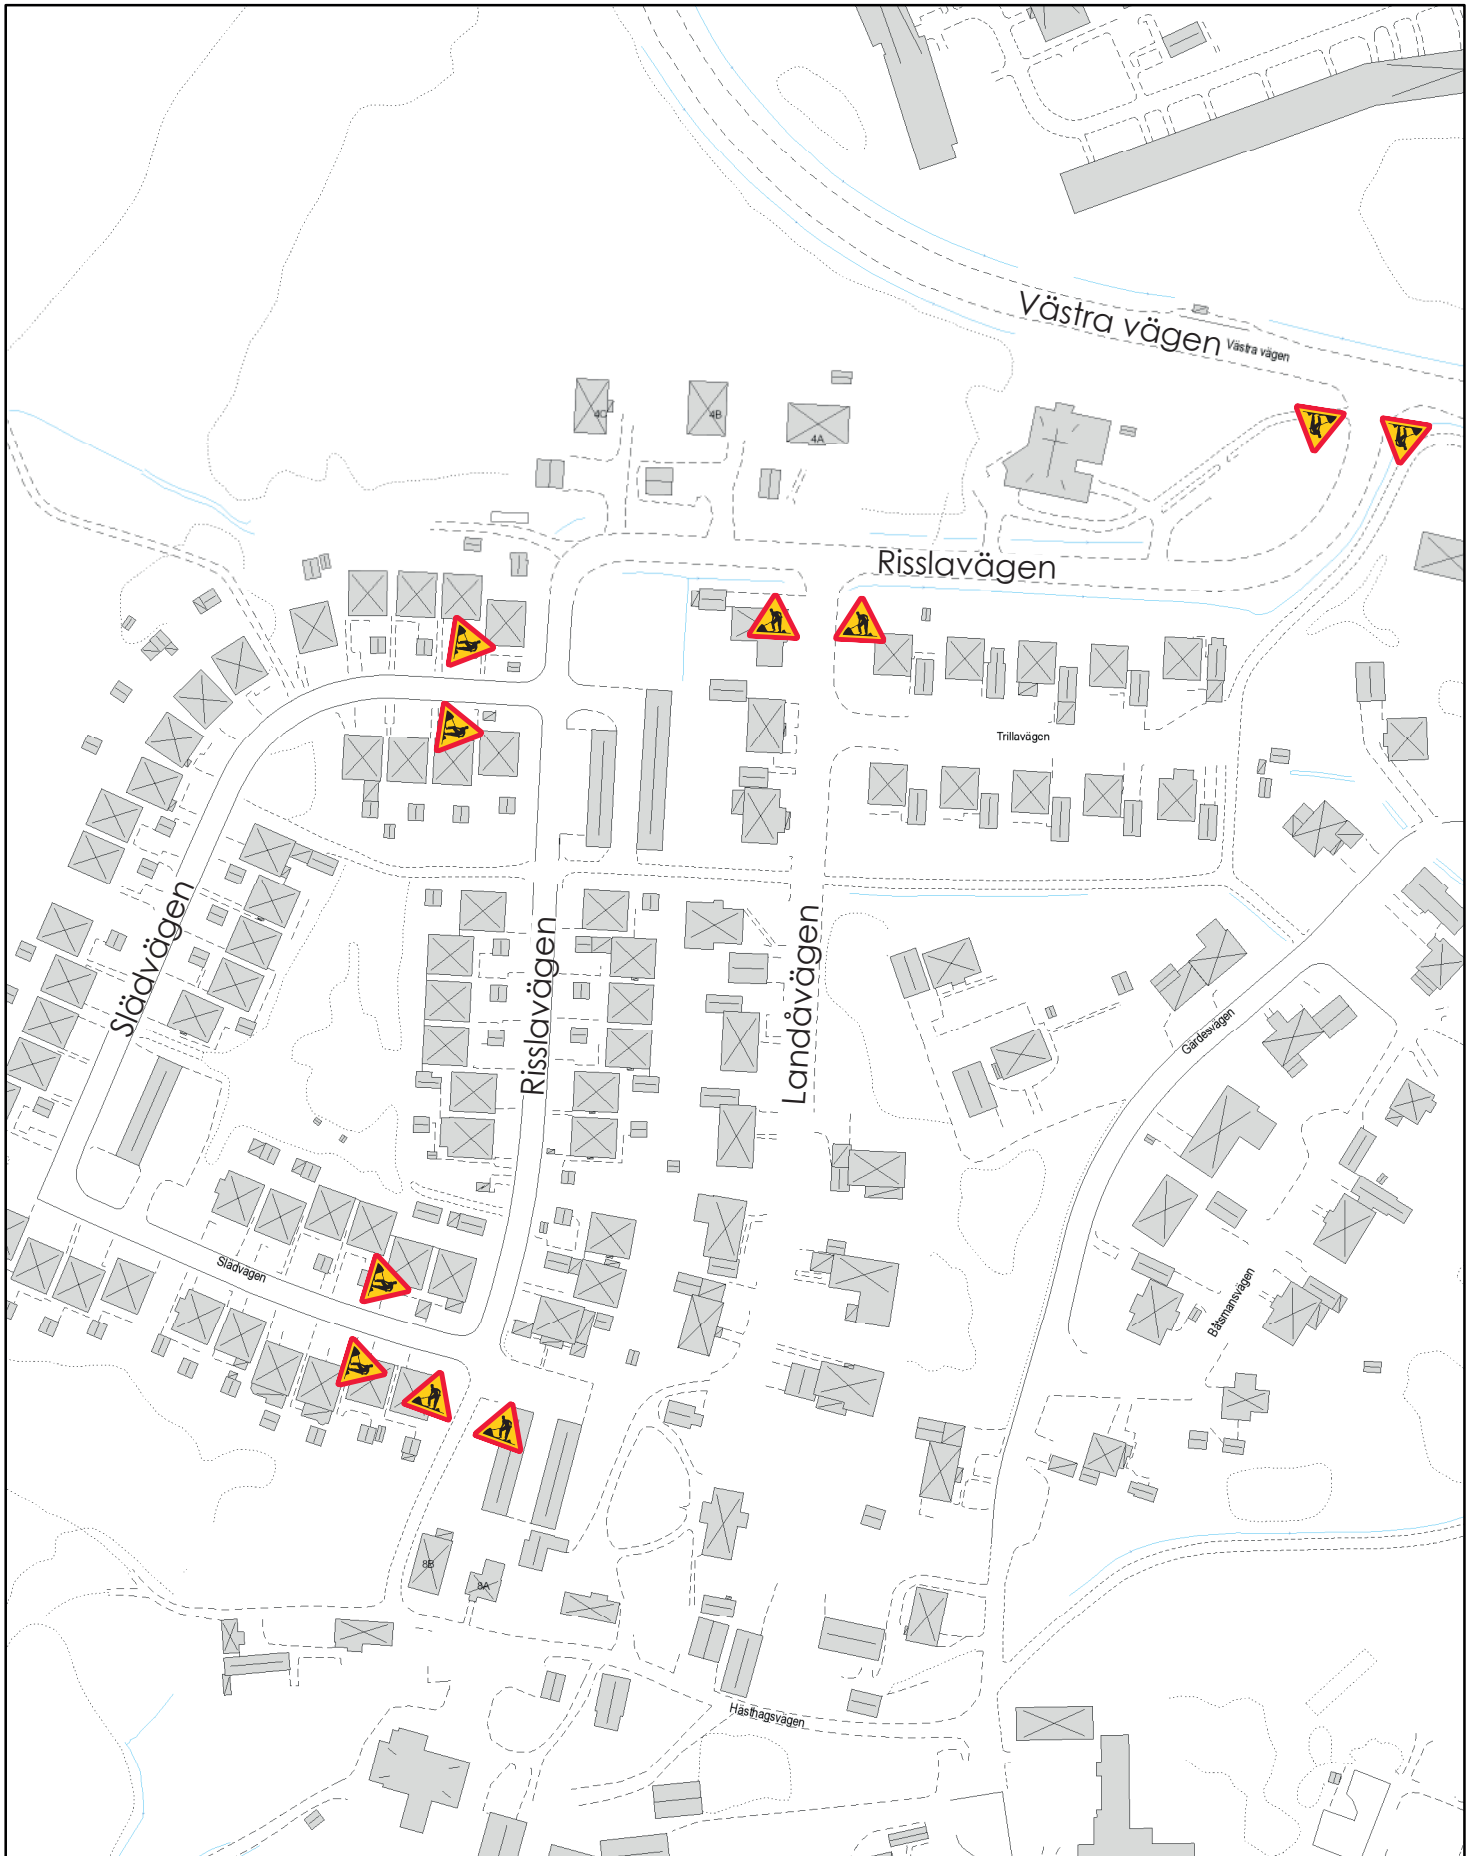 Västra vägen
Västra vägen
4C
4B
4A
Risslavägen
Trillavägen
Slädvägen
Risslavägen
Landåvägen
Gärdesvägen
Slädvägen
Båtsmansvägen
8B
8A
Hästhagsvägen